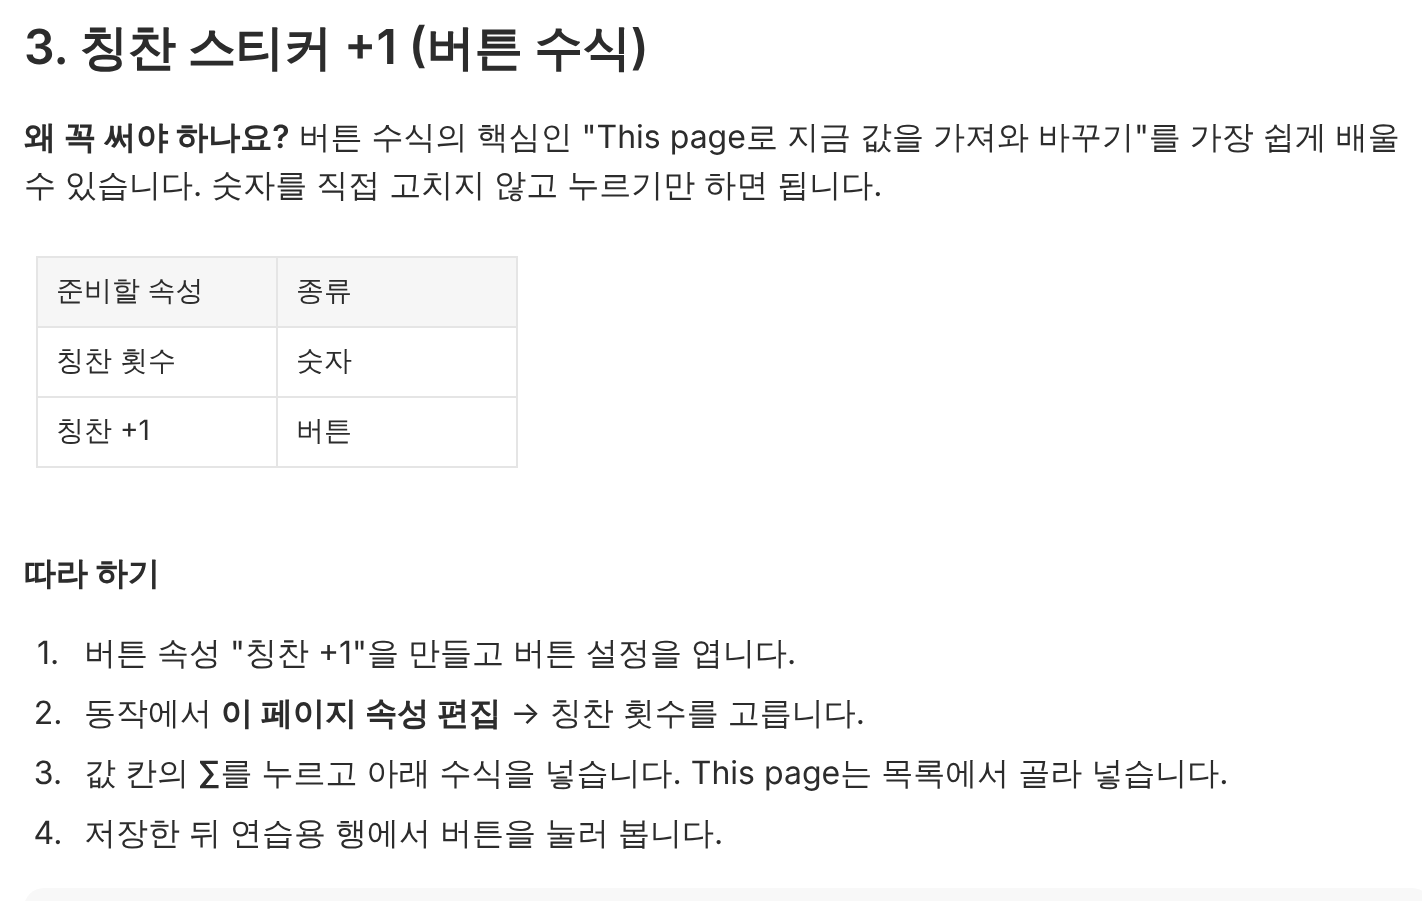 3. 칭찬 스티커 +1 (버튼 수식)
왜 꼭 써야 하나요? 버튼 수식의 핵심인 "This page로 지금 값을 가져와 바꾸기"를 가장 쉽게 배울
수 있습니다. 숫자를 직접 고치지 않고 누르기만 하면 됩니다.
준비할 속성 종류
칭찬 횟수 숫자
칭찬 +1 버튼
따라 하기
1. 버튼 속성 "칭찬 +1"을 만들고 버튼 설정을 엽니다.
2. 동작에서 이 페이지 속성 편집 → 칭찬 횟수를 고릅니다.
3. 값 칸의 ∑를 누르고 아래 수식을 넣습니다. This page는 목록에서 골라 넣습니다.
4. 저장한 뒤 연습용 행에서 버튼을 눌러 봅니다.